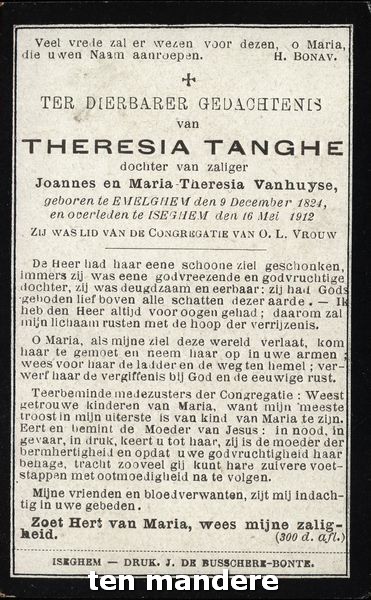 Veel vrede zal er wezen voor dezen, o Maria,
die uwen Naam aanroepen. H. BONAV.
TER DIERBARER GEDACHTENIS
van
THERESIA TANGHE
dochter van zaliger
Joannes en Maria-Theresia Vanhuyse,
geboren te EMELGHEM den 9 December 1824,
en overleden te ISEGHEM den 16 Mei 1912
ZIJ WAS LID VAN DE CONGREGATIE VAN O. L. VROUW
De Heer had haar eene schoone ziel geschonken,
immers zij was eene godvreezende en godvruchtige
dochter, zij was deugdzaam en eerbaar: zij had Gods
geboden lief boven alle schatten dezer aarde. — Ik
heb den Heer altijd voor oogen gehad; daarom zal
mijn lichaam rusten met de hoop der verrijzenis.
O Maria, als mijne ziel deze wereld verlaat, kom
haar te gemoet en neem haar op in uwe armen;
wees voor haar de ladder en de weg ten hemel; ver-
werf haar de vergiffenis bij God en de eeuwige rust.
Teerbeminde medezusters der Congregatie: Weest
getrouwe kinderen van Maria, want mijn meeste
troost in mijn uiterste is van kind van Maria te zijn.
Eert en bemint de Moeder van Jesus: in nood, in
gevaar, in druk, keert u tot haar, zij is de moeder der
bermhertigheid en opdat uwe godvruchtigheid haar
behage, tracht zooveel gij kunt hare zuivere voet-
stappen met ootmoedigheid na te volgen.
Mijne vrienden en bloedverwanten, zijt mij indach-
tig in uwe gebeden.
Zoet Hert van Maria, wees mijne zalig-
heid. (300 d. afl.)
ISEGHEM — DRUK. J. DE BUSSCHERE-BONTE.
ten mandere